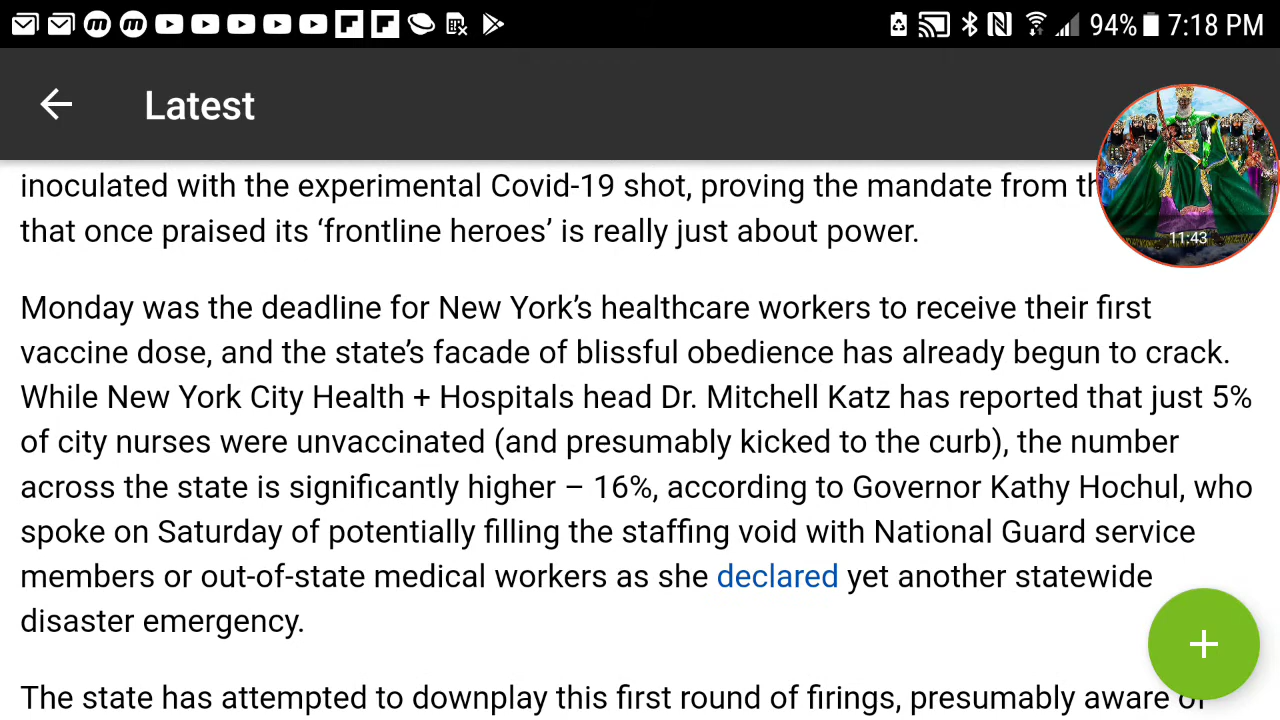 94% 7:18 PM
Latest
11:43
inoculated with the experimental Covid-19 shot, proving the mandate from
that once praised its ‘frontline heroes’ is really just about power.
Monday was the deadline for New York’s healthcare workers to receive their first
vaccine dose, and the state’s facade of blissful obedience has already begun to crack.
While New York City Health + Hospitals head Dr. Mitchell Katz has reported that just 5%
of city nurses were unvaccinated (and presumably kicked to the curb), the number
across the state is significantly higher – 16%, according to Governor Kathy Hochul, who
spoke on Saturday of potentially filling the staffing void with National Guard service
members or out-of-state medical workers as she declared yet another statewide
disaster emergency.
The state has attempted to downplay this first round of firings, presumably aware of